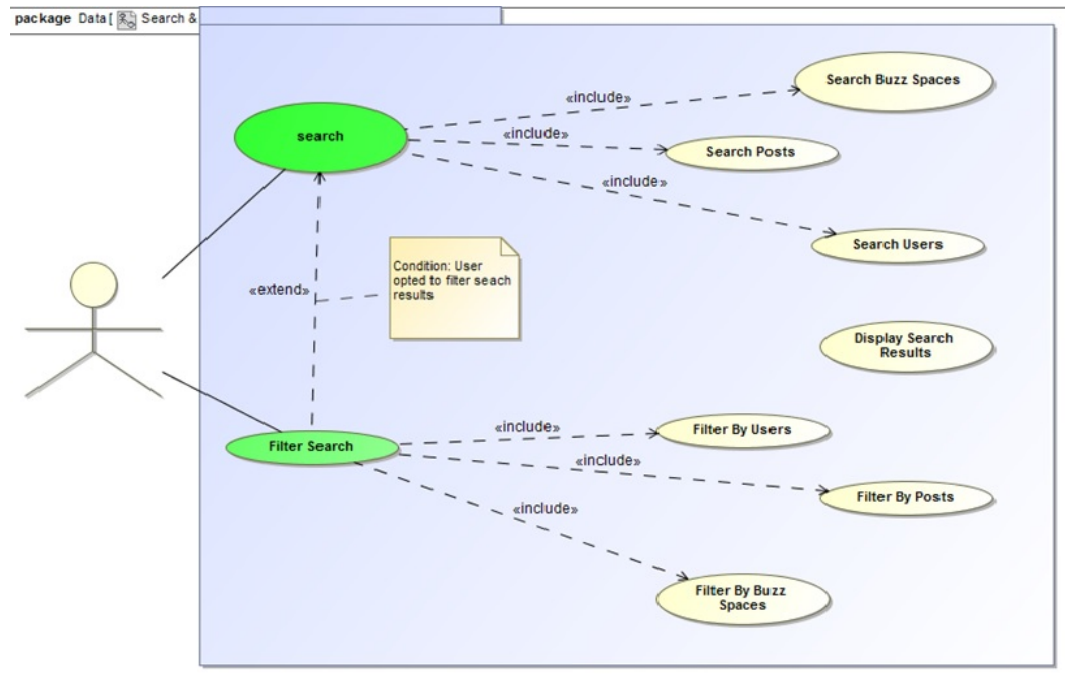 package Data [ Search &
Search Buzz Spaces
«include»
search
«include»
Search Posts
«include»
Search Users
Condition: User
opted to filter seach
results
«extend»
Display Search
Results
Filter By Users
«include»
Filter Search
«include»
Filter By Posts
«include»
Filter By Buzz
Spaces